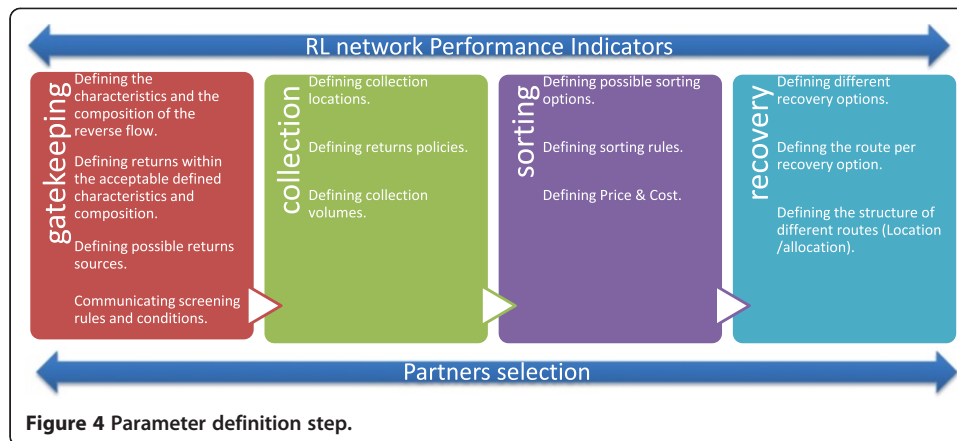 RL network Performance Indicators
gatekeeping
Defining the
characteristics and the
composition of the
reverse flow.
Defining returns within
the acceptable defined
characteristics and
composition.
Defining possible returns
sources.
Communicating screening
rules and conditions.
collection
Defining collection
locations.
Defining returns policies.
Defining collection
volumes.
sorting
Defining possible sorting
options.
Defining sorting rules.
Defining Price & Cost.
recovery
Defining different
recovery options.
Defing the route per
recovery option.
Defining the structure of
different routes (Location
/allocation).
Partners selection
Figure 4 Parameter definition step.